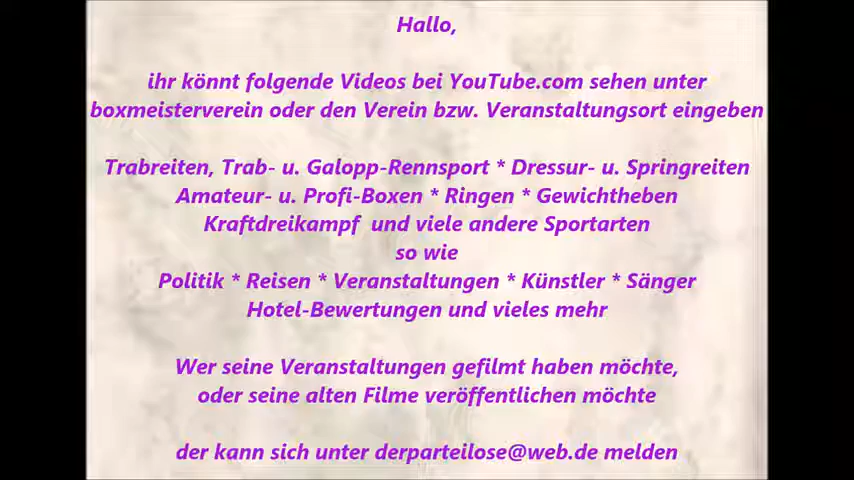 Hallo,
ihr könnt folgende Videos bei YouTube.com sehen unter
boxmeisterverein oder den Verein bzw. Veranstaltungsort eingeben
Trabreiten, Trab- u. Galopp-Rennsport * Dressur- u. Springreiten
Amateur- u. Profi-Boxen * Ringen * Gewichtheben
Kraftdreikampf und viele andere Sportarten
so wie
Politik * Reisen * Veranstaltungen * Künstler * Sänger
Hotel-Bewertungen und vieles mehr
Wer seine Veranstaltungen gefilmt haben möchte,
oder seine alten Filme veröffentlichen möchte
der kann sich unter derparteilose@web.de melden